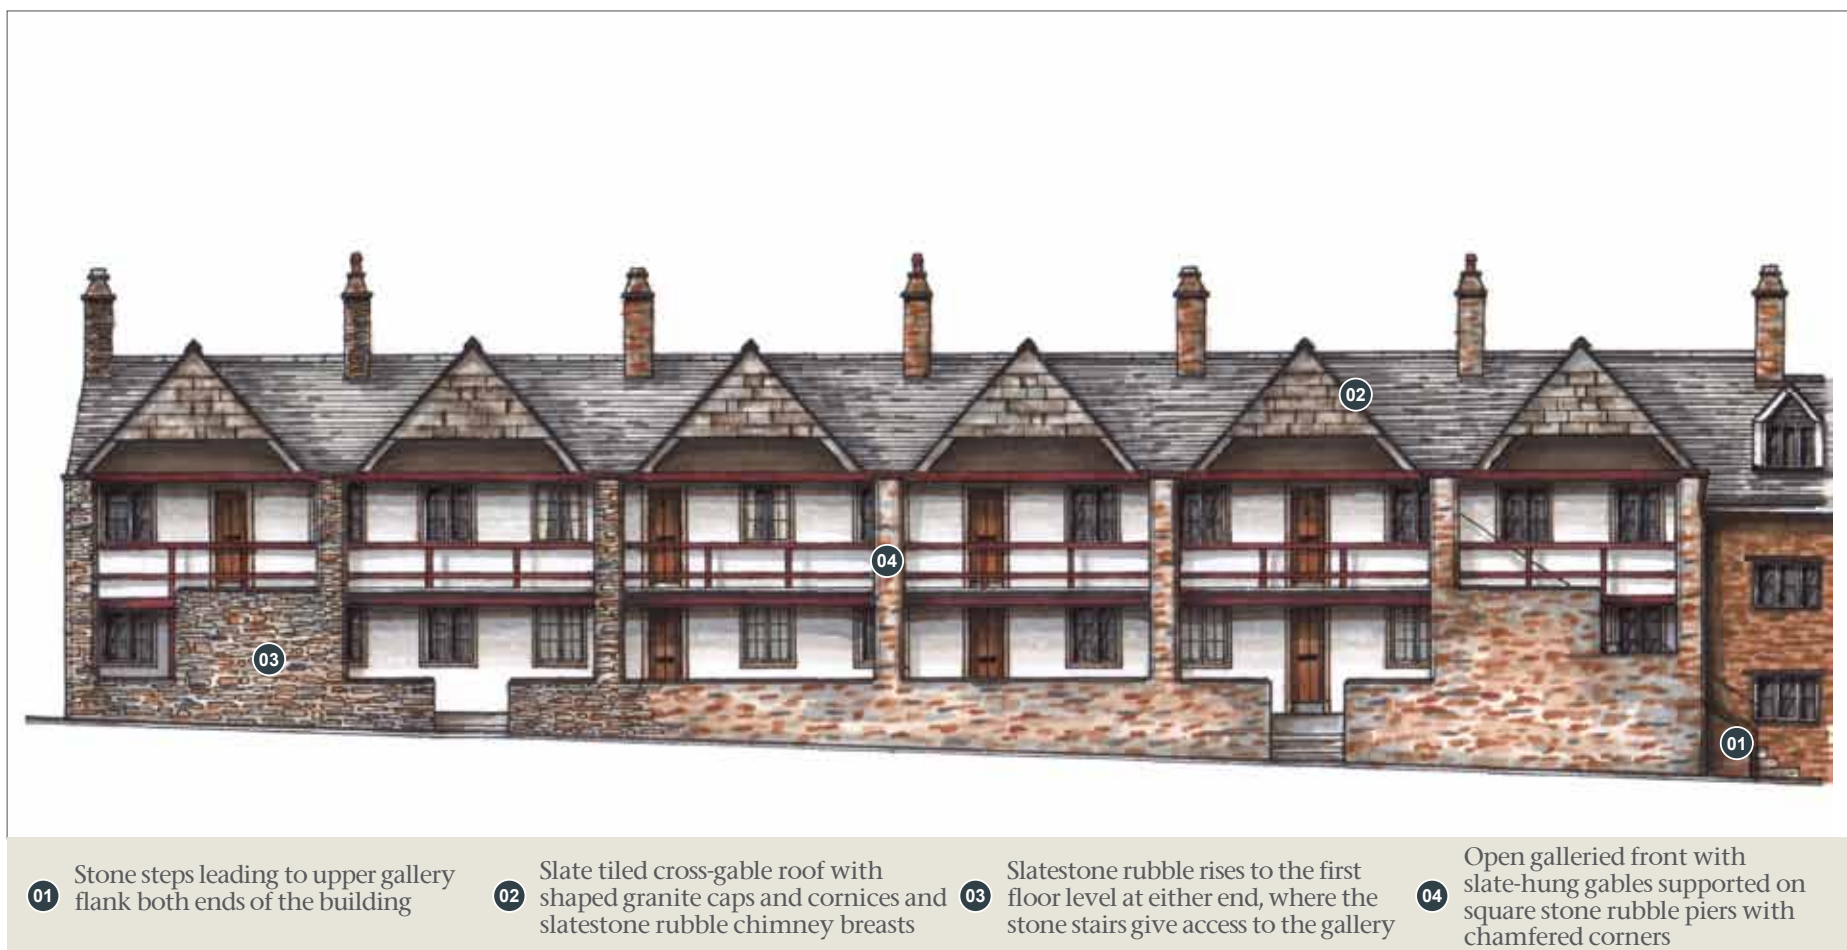 02
04
03
01
01
Stone steps leading to upper gallery
flank both ends of the building
02
Slate tiled cross-gable roof with
shaped granite caps and cornices and
slatestone rubble chimney breasts
03
Slatestone rubble rises to the first
floor level at either end, where the
stone stairs give access to the gallery
04
Open galleried front with
slate-hung gables supported on
square stone rubble piers with
chamfered corners